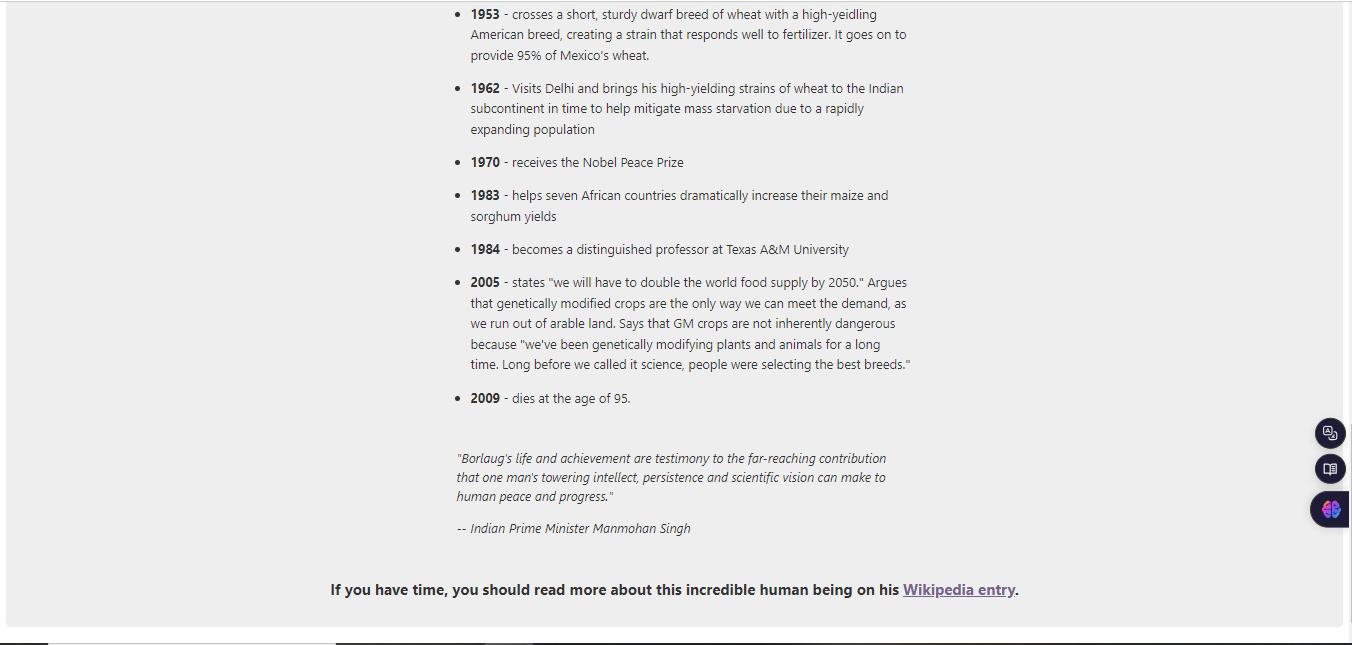 1953 - crosses a short, sturdy dwarf breed of wheat with a high-yeidling
American breed, creating a strain that responds well to fertilizer. It goes on to
provide 95% of Mexico's wheat.
1962 - Visits Delhi and brings his high-yielding strains of wheat to the Indian
subcontinent in time to help mitigate mass starvation due to a rapidly
expanding population
1970 - receives the Nobel Peace Prize
1983 - helps seven African countries dramatically increase their maize and
sorghum yields
1984 - becomes a distinguished professor at Texas A&M University
2005 - states "we will have to double the world food supply by 2050." Argues
that genetically modified crops are the only way we can meet the demand, as
we run out of arable land. Says that GM crops are not inherently dangerous
because "we've been genetically modifying plants and animals for a long
time. Long before we called it science, people were selecting the best breeds."
2009 - dies at the age of 95.
"Borlaug's life and achievement are testimony to the far-reaching contribution
that one man's towering intellect, persistence and scientific vision can make to
human peace and progress."
-- Indian Prime Minister Manmohan Singh
If you have time, you should read more about this incredible human being on his Wikipedia entry.